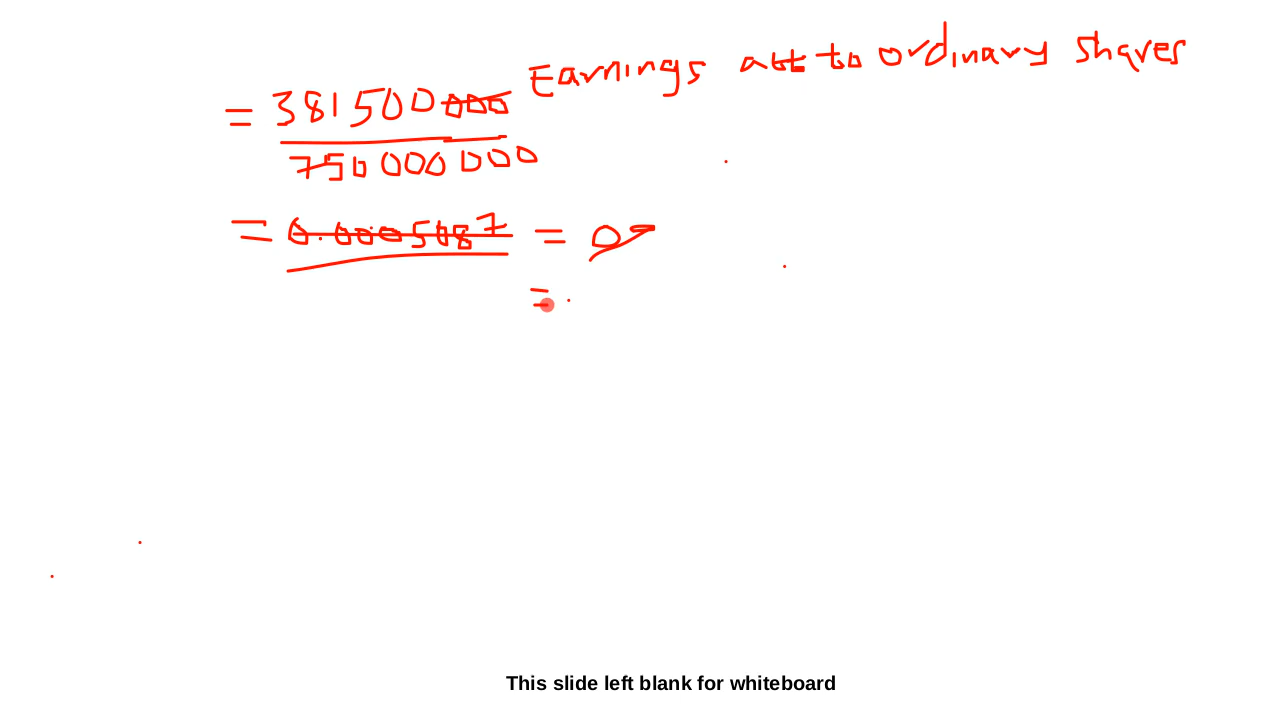 Earnings att to ordinary shares
= 381500000
750000000
= 0.0005087 = 0
=
This slide left blank for whiteboard